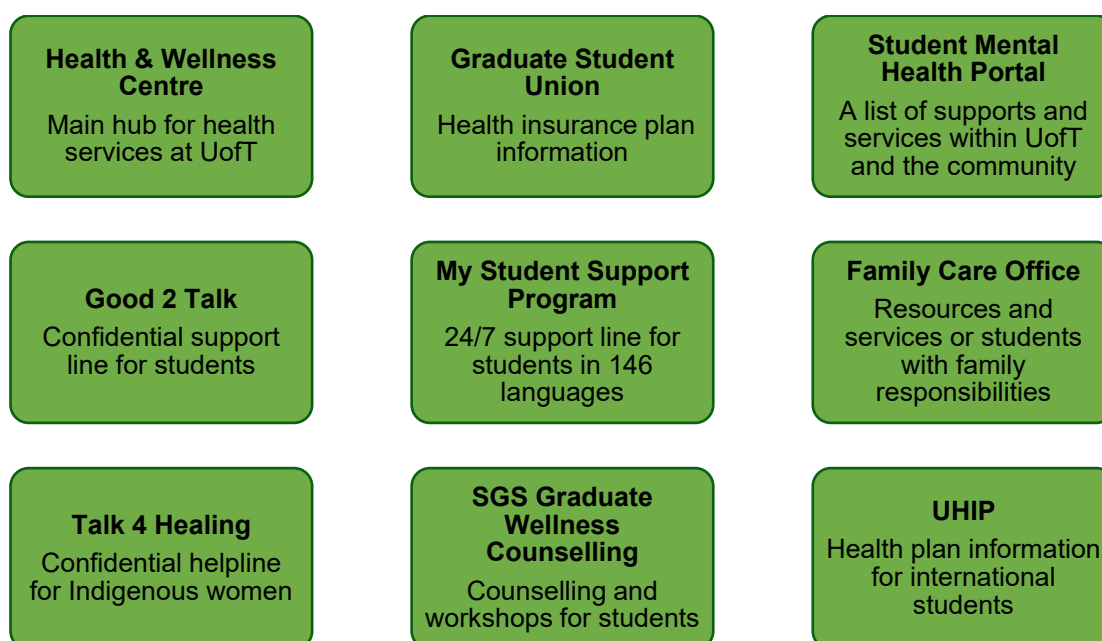 Health & Wellness
Centre
Main hub for health
services at UofT
Graduate Student
Union
Health insurance plan
information
Student Mental
Health Portal
A list of supports and
services within UofT
and the community
Good 2 Talk
Confidential support
line for students
My Student Support
Program
24/7 support line for
students in 146
languages
Family Care Office
Resources and
services or students
with family
responsibilities
Talk 4 Healing
Confidential helpline
for Indigenous women
SGS Graduate
Wellness
Counselling
Counselling and
workshops for students
UHIP
Health plan information
for international
students